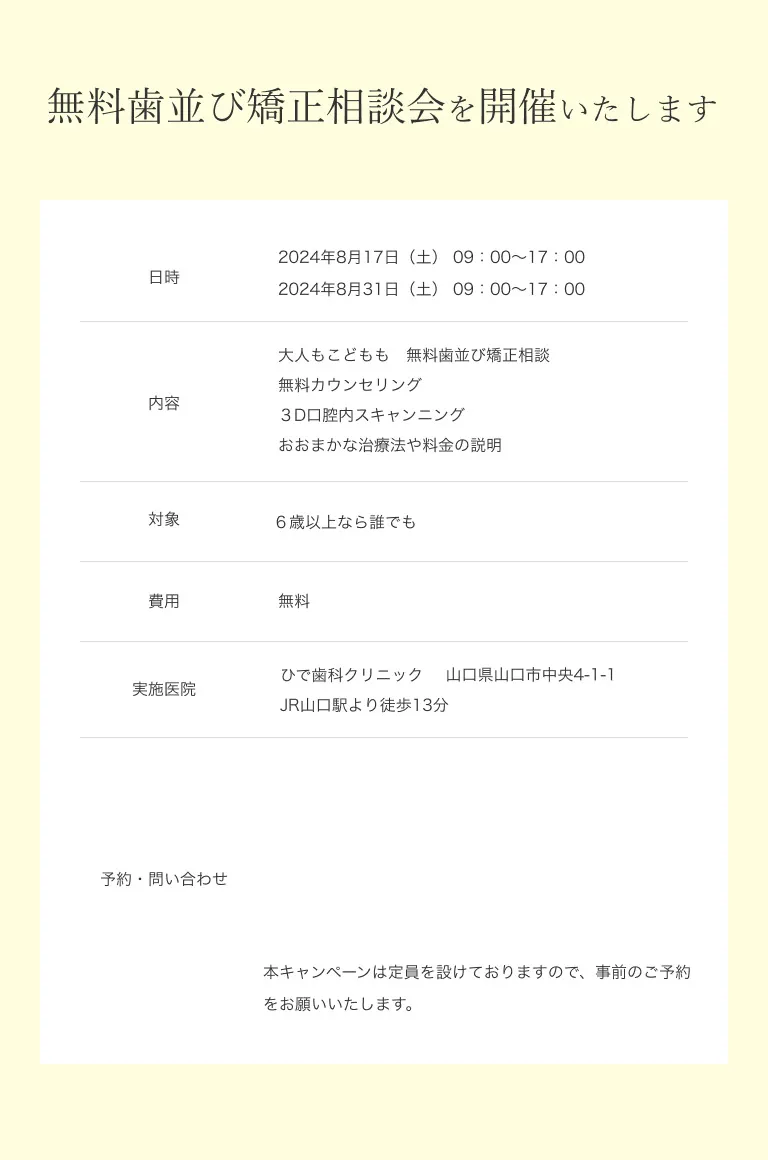 無料歯並び矯正相談会を開催いたします
日時
2024年8月17日（土） 09：00〜17：00
2024年8月31日（土） 09：00〜17：00
内容
大人もこどもも　無料歯並び矯正相談
無料カウンセリング
３D口腔内スキャンニング
おおまかな治療法や料金の説明
対象
６歳以上なら誰でも
費用
無料
実施医院
ひで歯科クリニック　山口県山口市中央4-1-1
JR山口駅より徒歩13分
予約・問い合わせ
本キャンペーンは定員を設けておりますので、事前のご予約
をお願いいたします。